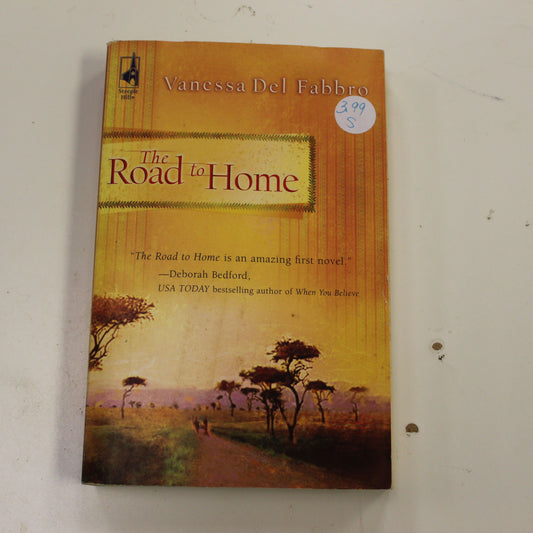 Steeple
Hill®
Vanessa Del Fabbro
3.99
S
The
Road to Home
"The Road to Home is an amazing first novel."
—Deborah Bedford,
USA TODAY bestselling author of When You Believe